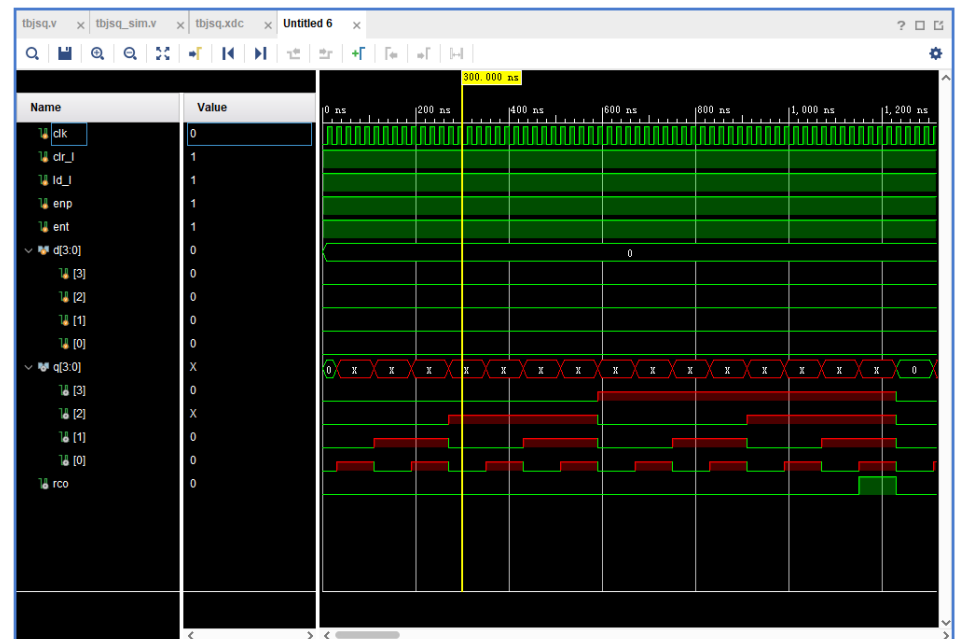 tbjsq.v × tbjsq_sim.v × tbjsq.xdc × Untitled 6 × ?
300.000 ns
Name Value 0 ns 200 ns 400 ns 600 ns 800 ns 1,000 ns 1,200 ns
clk 0
clr_l 1
ld_l 1
enp 1
ent 1
d[3:0] 0 0
[3] 0
[2] 0
[1] 0
[0] 0
q[3:0] X 0 X X X X X X X X X X X X X X X 0
[3] 0
[2] X
[1] 0
[0] 0
rco 0